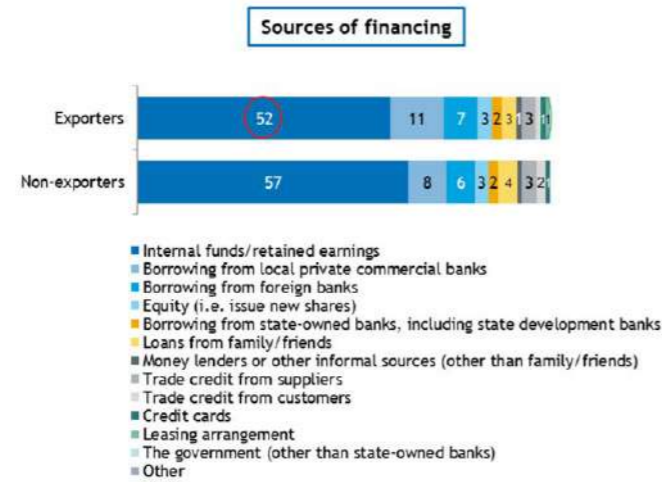 Sources of financing
Exporters 52 11 7 3 2 3 1 3 1 1
Non-exporters 57 8 6 3 2 4 3 2 1
Internal funds/retained earnings
Borrowing from local private commercial banks
Borrowing from foreign banks
Equity (i.e. issue new shares)
Borrowing from state-owned banks, including state development banks
Loans from family/friends
Money lenders or other informal sources (other than family/friends)
Trade credit from suppliers
Trade credit from customers
Credit cards
Leasing arrangement
The government (other than state-owned banks)
Other